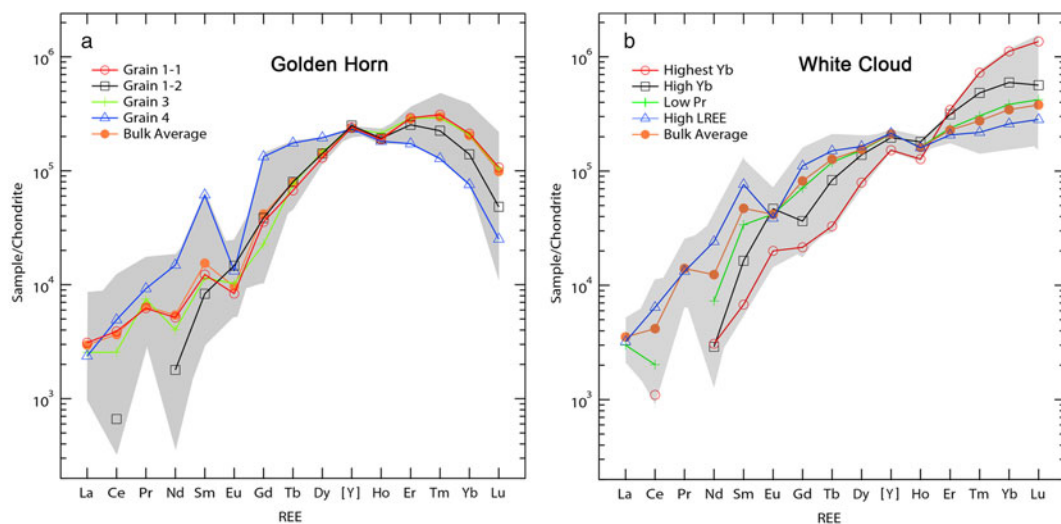 a
Golden Horn
Grain 1-1
Grain 1-2
Grain 3
Grain 4
Bulk Average
10^6
10^5
10^4
10^3
Sample/Chondrite
La Ce Pr Nd Sm Eu Gd Tb Dy [Y] Ho Er Tm Yb Lu
REE
b
White Cloud
Highest Yb
High Yb
Low Pr
High LREE
Bulk Average
10^6
10^5
10^4
10^3
Sample/Chondrite
La Ce Pr Nd Sm Eu Gd Tb Dy [Y] Ho Er Tm Yb Lu
REE